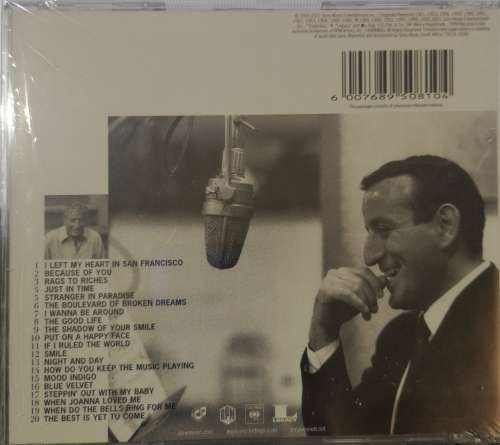 6 007689 508104
1 I LEFT MY HEART IN SAN FRANCISCO
2 BECAUSE OF YOU
3 RAGS TO RICHES
4 JUST IN TIME
5 STRANGER IN PARADISE
6 THE BOULEVARD OF BROKEN DREAMS
7 I WANNA BE AROUND
8 THE GOOD LIFE
9 THE SHADOW OF YOUR SMILE
10 PUT ON A HAPPY FACE
11 IF I RULED THE WORLD
12 SMILE
13 NIGHT AND DAY
14 HOW DO YOU KEEP THE MUSIC PLAYING
15 MOOD INDIGO
16 BLUE VELVET
17 STEPPIN' OUT WITH MY BABY
18 WHEN JOANNA LOVED ME
19 WHEN DO THE BELLS RING FOR ME
20 THE BEST IS YET TO COME
LEGACY